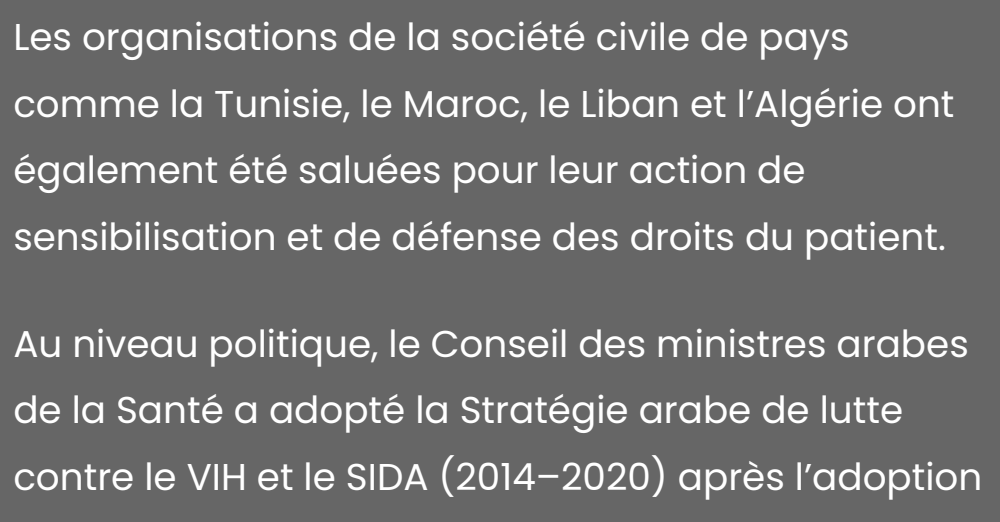 Les organisations de la société civile de pays
comme la Tunisie, le Maroc, le Liban et l’Algérie ont
également été saluées pour leur action de
sensibilisation et de défense des droits du patient.
Au niveau politique, le Conseil des ministres arabes
de la Santé a adopté la Stratégie arabe de lutte
contre le VIH et le SIDA (2014–2020) après l’adoption